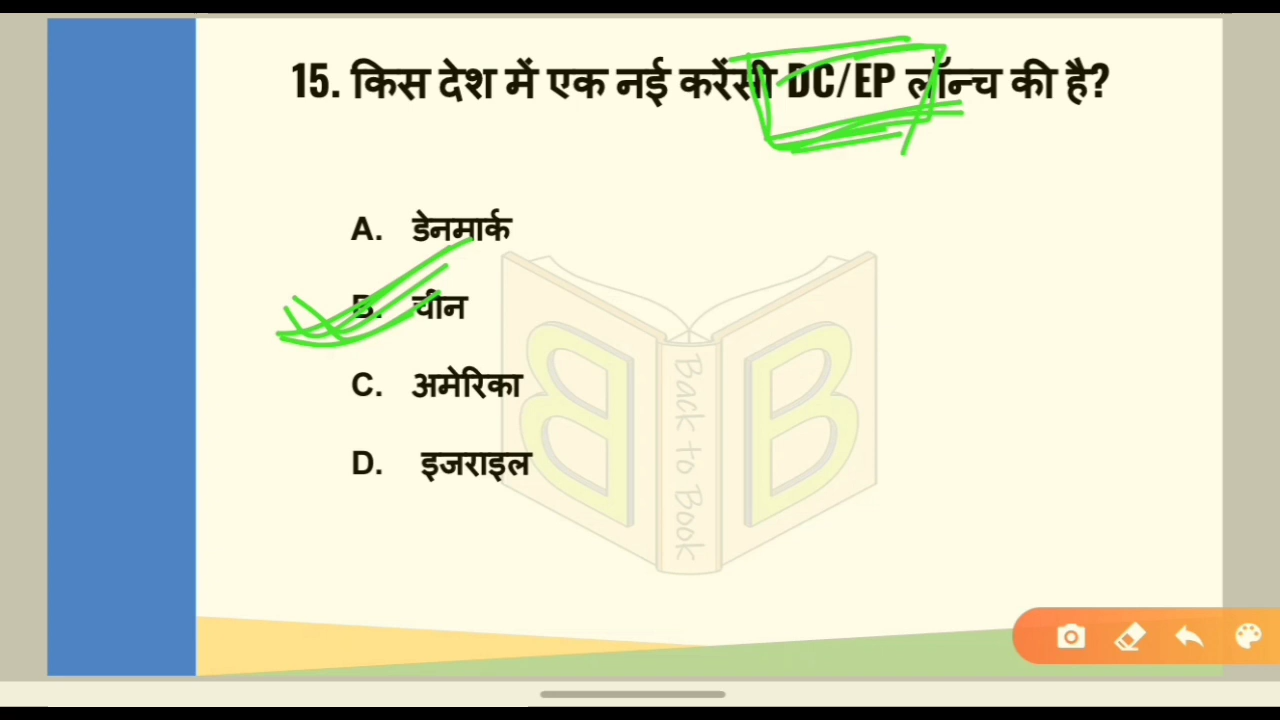 15. किस देश में एक नई करेंसी DC/EP लॉन्च की है?
A. डेनमार्क
B. चीन
C. अमेरिका
D. इजराइल
Back to Book
B B